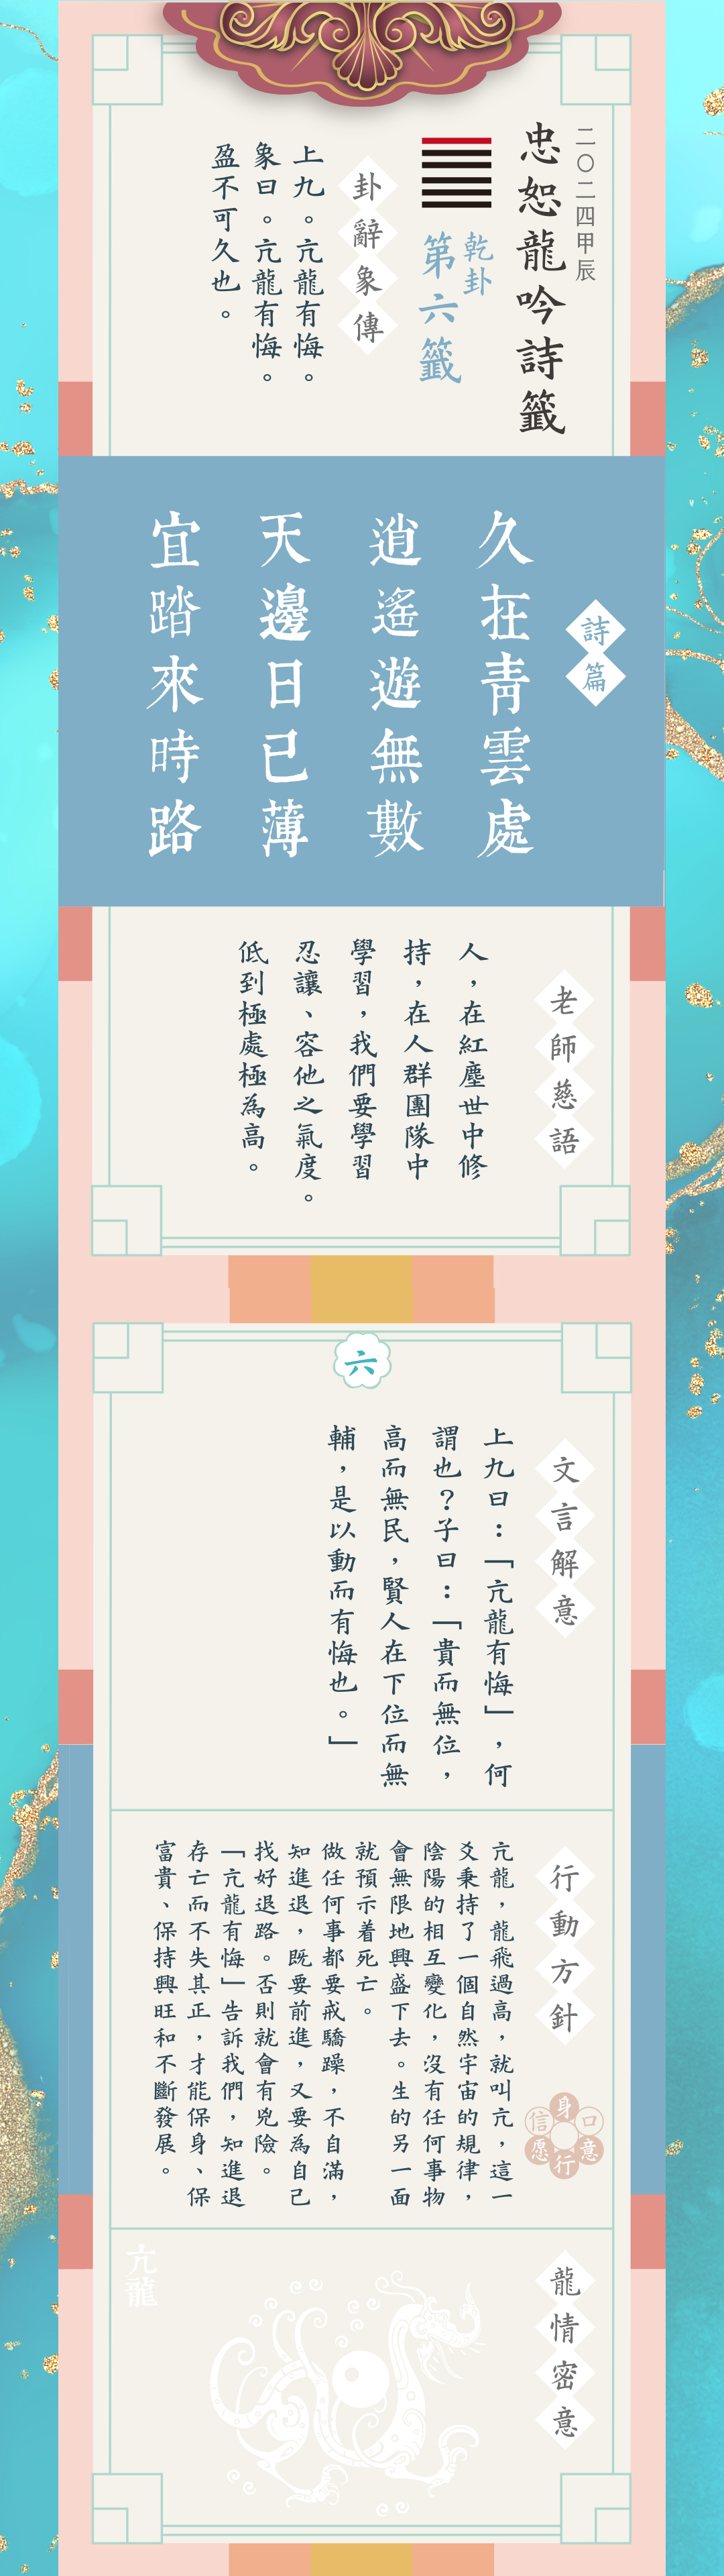 二〇二四甲辰
忠恕龍吟詩籤
乾卦
第六籤
卦辭象傳
上九。亢龍有悔。
象曰。亢龍有悔。
盈不可久也。
詩篇
久在青雲處
逍遙遊無數
天邊日已薄
宜踏來時路
老師慈語
人，在紅塵世中修
持，在人群團隊中
學習，我們要學習
忍讓、容他之氣度。
低到極處極為高。
六
文言解意
上九曰：「亢龍有悔」，何
謂也？子曰：「貴而無位，
高而無民，賢人在下位而無
輔，是以動而有悔也。」
行動方針
身
口
意
行
愿
信
亢龍，龍飛過高，就叫亢，這一
爻秉持了一個自然宇宙的規律，
陰陽的相互變化，沒有任何事物
會無限地興盛下去。生的另一面
就預示着死亡。
做任何事都要戒驕躁，不自滿，
知進退，既要前進，又要為自己
找好退路。否則就會有兇險。
「亢龍有悔」告訴我們，知進退
存亡而不失其正，才能保身、保
富貴、保持興旺和不斷發展。
龍情密意
亢龍